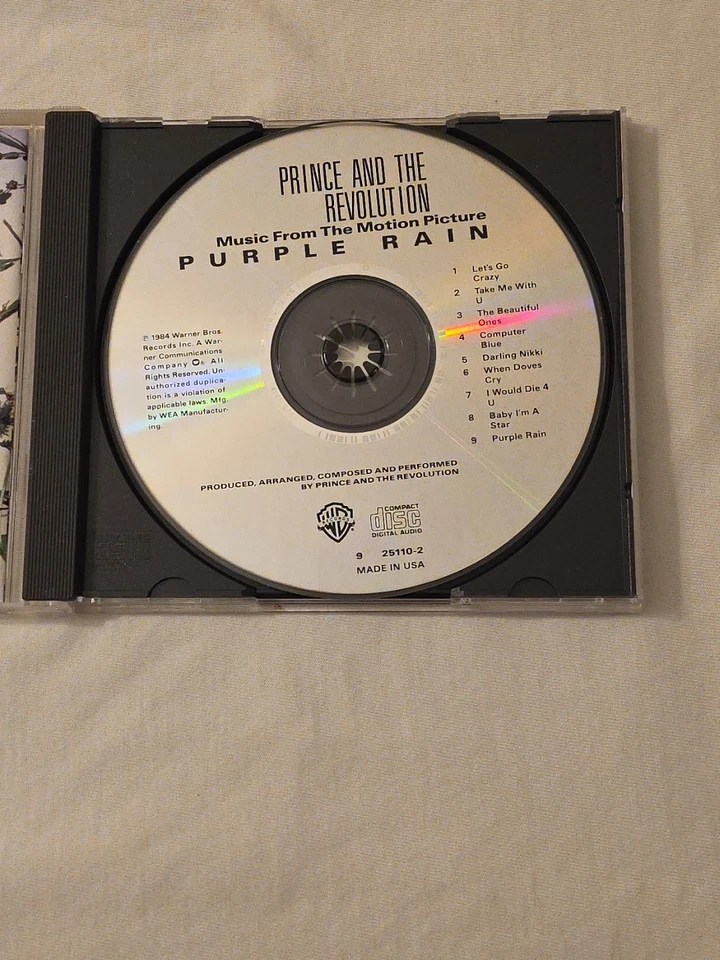 PRINCE AND THE
REVOLUTION
Music From The Motion Picture
PURPLE RAIN
1 Let's Go
Crazy
2 Take Me With
U
3 The Beautiful
Ones
4 Computer
Blue
5 Darling Nikki
6 When Doves
Cry
7 I Would Die 4
U
8 Baby I'm A
Star
9 Purple Rain
℗ 1984 Warner Bros.
Records Inc. A War-
ner Communications
Company ® All
Rights Reserved. Un-
authorized duplica-
tion is a violation of
applicable laws. Mfg.
by WEA Manufactur-
ing.
PRODUCED, ARRANGED, COMPOSED AND PERFORMED
BY PRINCE AND THE REVOLUTION
COMPACT
disc
DIGITAL AUDIO
9 25110-2
MADE IN USA